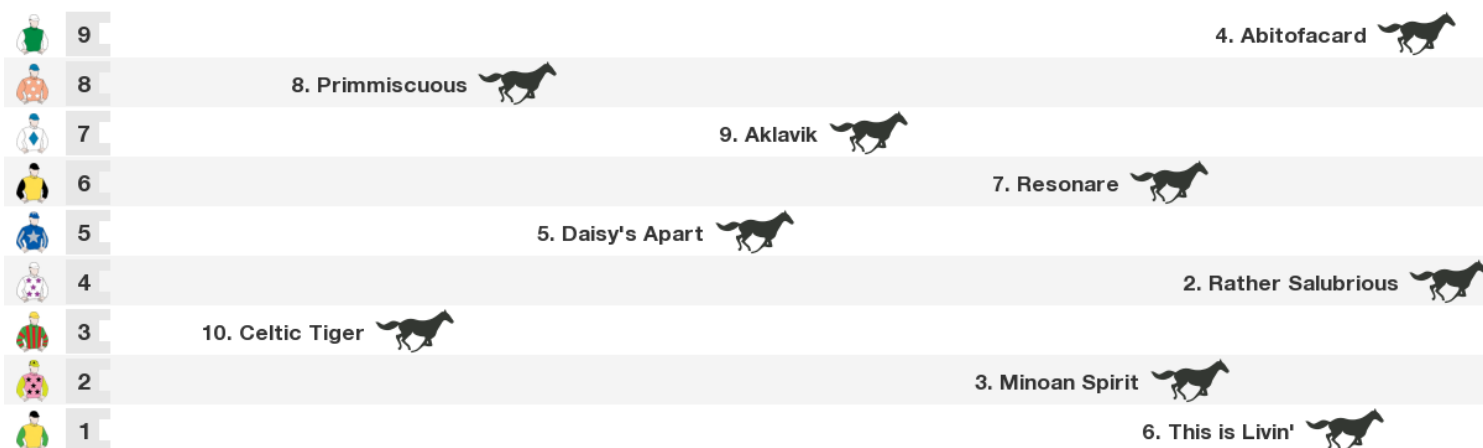 9 4. Abitofacard
8 8. Primmiscuous
7 9. Aklavik
6 7. Resonare
5 5. Daisy's Apart
4 2. Rather Salubrious
3 10. Celtic Tiger
2 3. Minoan Spirit
1 6. This is Livin'